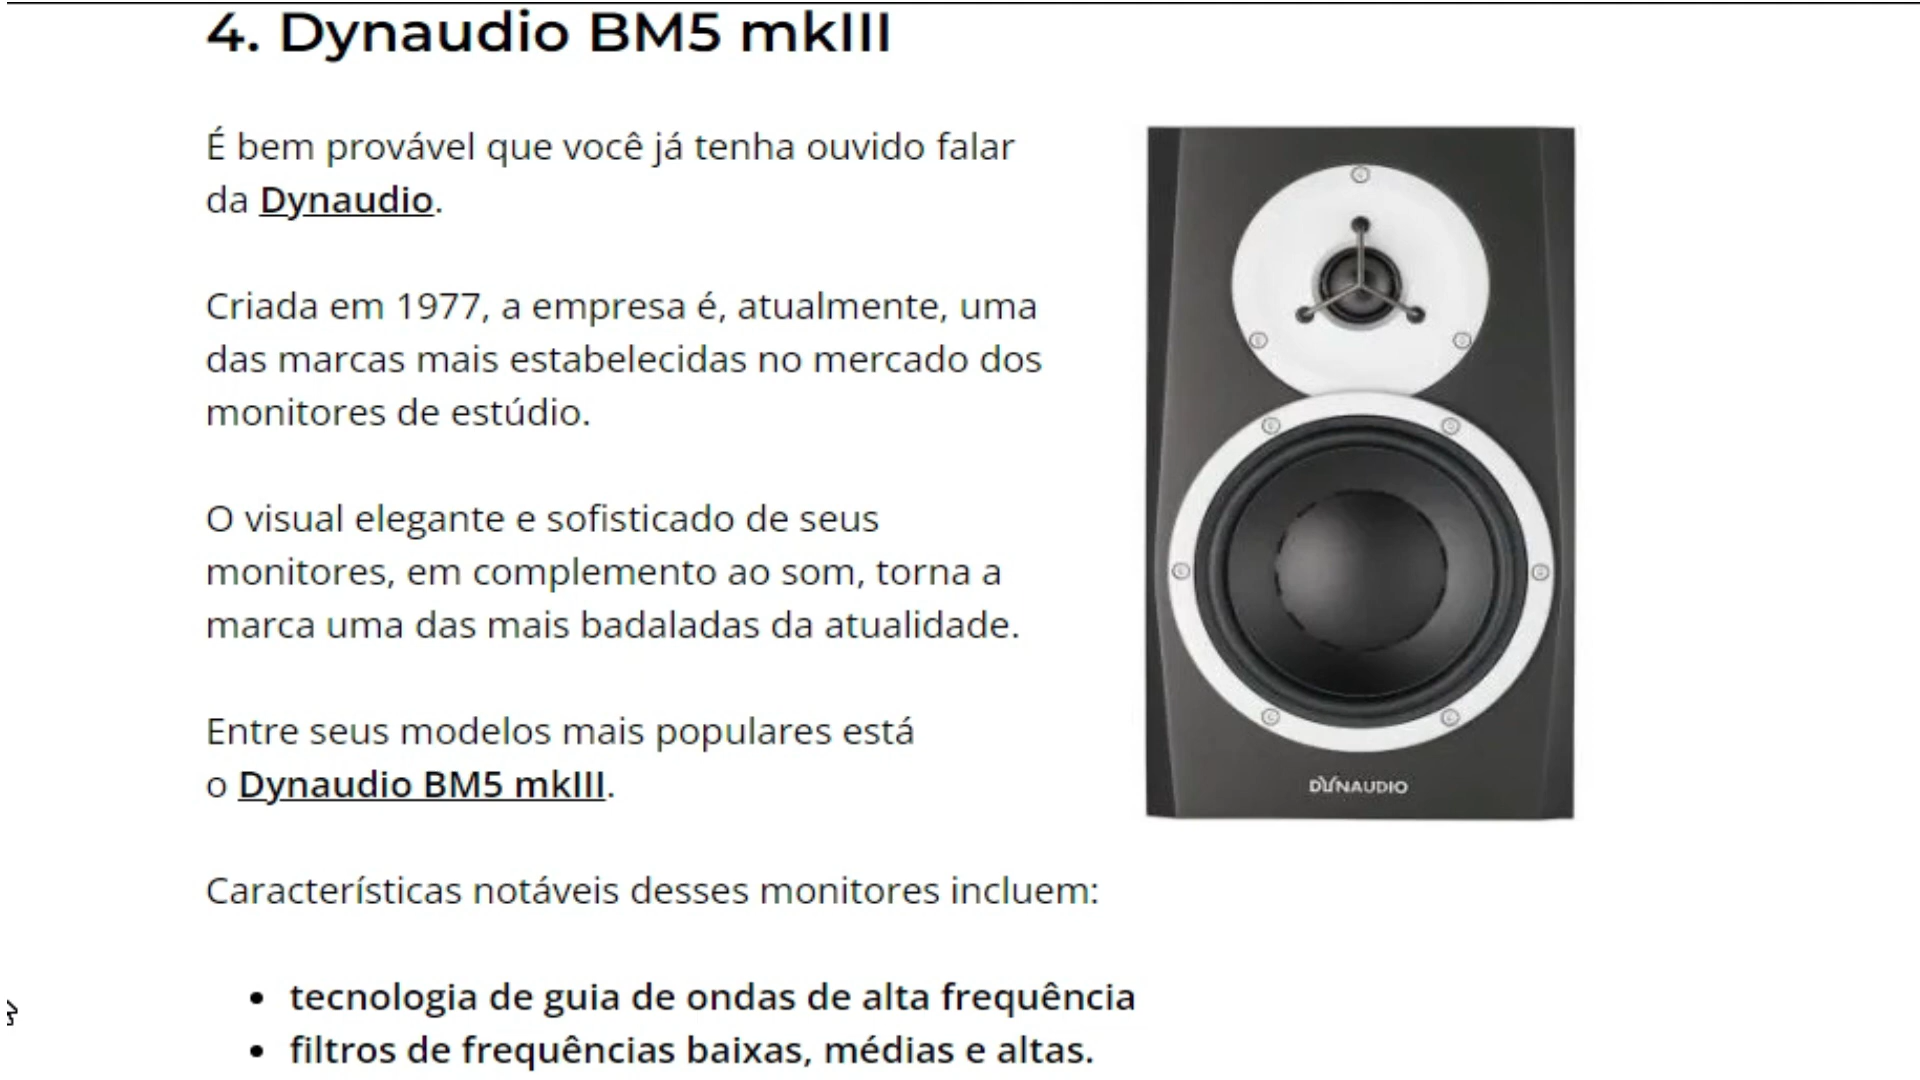 4. Dynaudio BM5 mkIII
É bem provável que você já tenha ouvido falar
da Dynaudio.
Criada em 1977, a empresa é, atualmente, uma
das marcas mais estabelecidas no mercado dos
monitores de estúdio.
O visual elegante e sofisticado de seus
monitores, em complemento ao som, torna a
marca uma das mais badaladas da atualidade.
Entre seus modelos mais populares está
o Dynaudio BM5 mkIII.
DYNAUDIO
Características notáveis desses monitores incluem:
• tecnologia de guia de ondas de alta frequência
• filtros de frequências baixas, médias e altas.